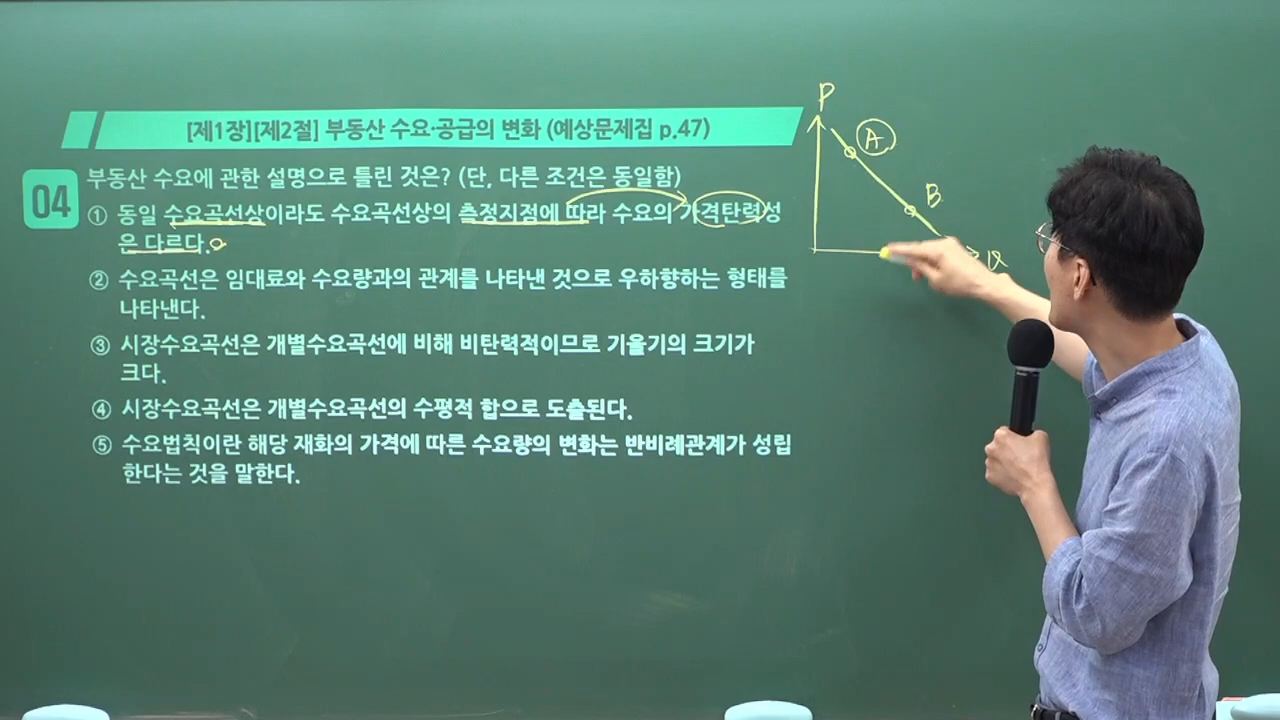 [제1장][제2절] 부동산 수요·공급의 변화 (예상문제집 p.47)
04 부동산 수요에 관한 설명으로 틀린 것은? (단, 다른 조건은 동일함)
① 동일 수요곡선상이라도 수요곡선상의 측정지점에 따라 수요의 가격탄력성
은 다르다.
② 수요곡선은 임대료와 수요량과의 관계를 나타낸 것으로 우하향하는 형태를
나타낸다.
③ 시장수요곡선은 개별수요곡선에 비해 비탄력적이므로 기울기의 크기가
크다.
④ 시장수요곡선은 개별수요곡선의 수평적 합으로 도출된다.
⑤ 수요법칙이란 해당 재화의 가격에 따른 수요량의 변화는 반비례관계가 성립
한다는 것을 말한다.
P
A
B
Q